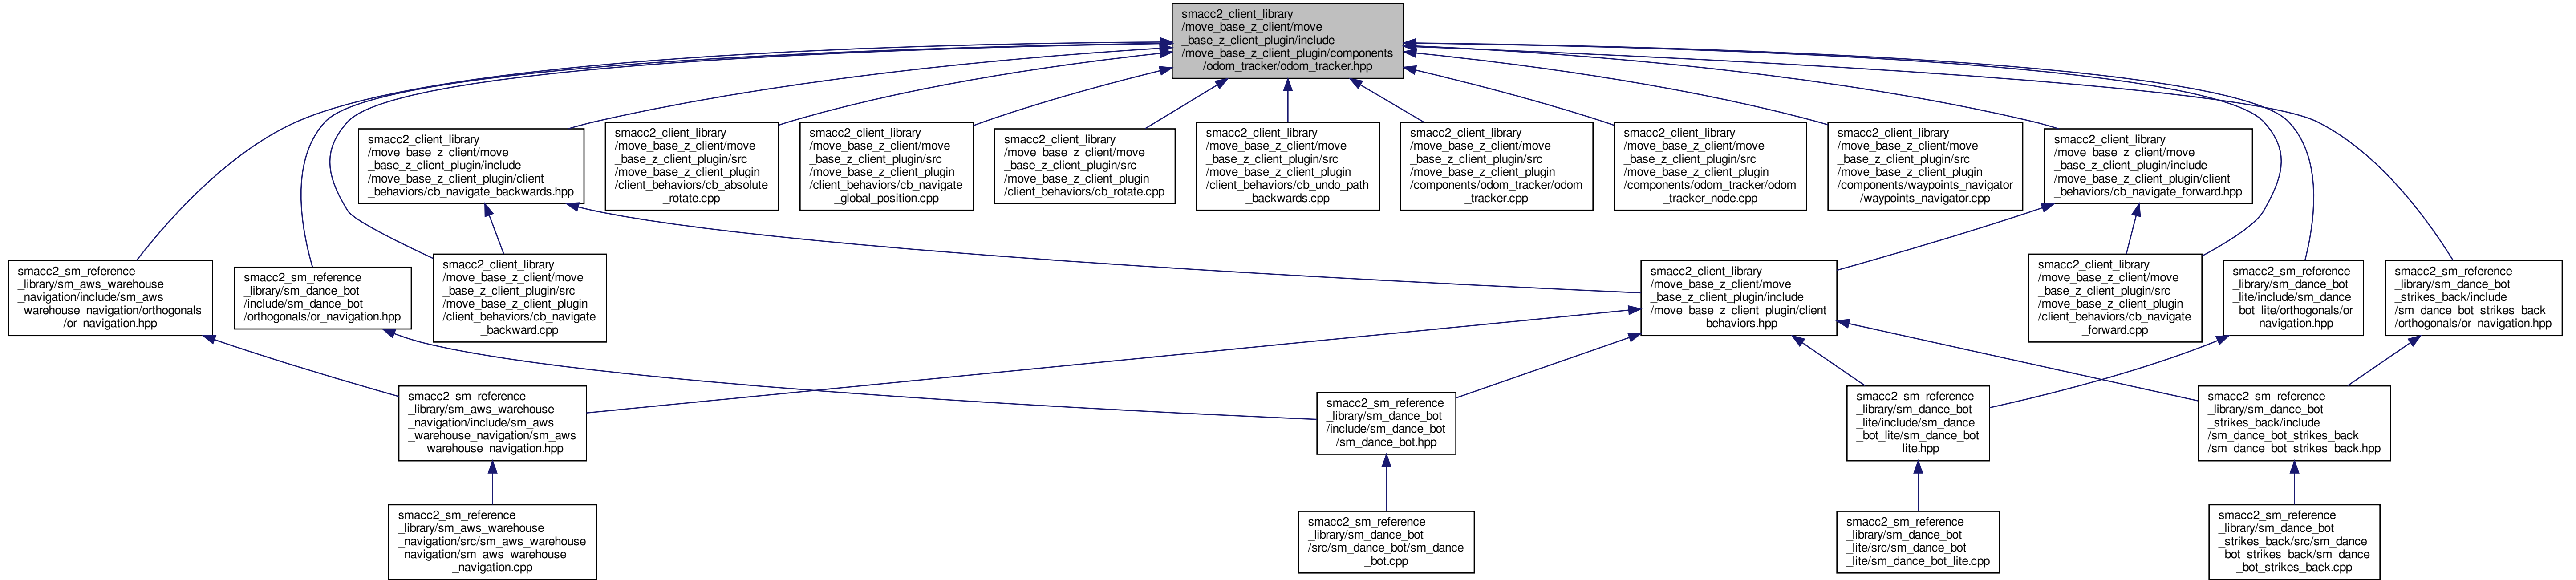 smacc2_client_library
/move_base_z_client/move
_base_z_client_plugin/include
/move_base_z_client_plugin/components
/odom_tracker/odom_tracker.hpp
smacc2_client_library
/move_base_z_client/move
_base_z_client_plugin/include
/move_base_z_client_plugin/client
_behaviors/cb_navigate_backwards.hpp
smacc2_client_library
/move_base_z_client/move
_base_z_client_plugin/src
/move_base_z_client_plugin
/client_behaviors/cb_absolute
_rotate.cpp
smacc2_client_library
/move_base_z_client/move
_base_z_client_plugin/src
/move_base_z_client_plugin
/client_behaviors/cb_navigate
_global_position.cpp
smacc2_client_library
/move_base_z_client/move
_base_z_client_plugin/src
/move_base_z_client_plugin
/client_behaviors/cb_rotate.cpp
smacc2_client_library
/move_base_z_client/move
_base_z_client_plugin/src
/move_base_z_client_plugin
/client_behaviors/cb_undo_path
_backwards.cpp
smacc2_client_library
/move_base_z_client/move
_base_z_client_plugin/src
/move_base_z_client_plugin
/components/odom_tracker/odom
_tracker.cpp
smacc2_client_library
/move_base_z_client/move
_base_z_client_plugin/src
/move_base_z_client_plugin
/components/odom_tracker/odom
_tracker_node.cpp
smacc2_client_library
/move_base_z_client/move
_base_z_client_plugin/src
/move_base_z_client_plugin
/components/waypoints_navigator
/waypoints_navigator.cpp
smacc2_client_library
/move_base_z_client/move
_base_z_client_plugin/include
/move_base_z_client_plugin/client
_behaviors/cb_navigate_forward.hpp
smacc2_sm_reference
_library/sm_aws_warehouse
_navigation/include/sm_aws
_warehouse_navigation/orthogonals
/or_navigation.hpp
smacc2_sm_reference
_library/sm_dance_bot
/include/sm_dance_bot
/orthogonals/or_navigation.hpp
smacc2_client_library
/move_base_z_client/move
_base_z_client_plugin/src
/move_base_z_client_plugin
/client_behaviors/cb_navigate
_backward.cpp
smacc2_client_library
/move_base_z_client/move
_base_z_client_plugin/include
/move_base_z_client_plugin/client
_behaviors.hpp
smacc2_client_library
/move_base_z_client/move
_base_z_client_plugin/src
/move_base_z_client_plugin
/client_behaviors/cb_navigate
_forward.cpp
smacc2_sm_reference
_library/sm_dance_bot
_lite/include/sm_dance
_bot_lite/orthogonals/or
_navigation.hpp
smacc2_sm_reference
_library/sm_dance_bot
_strikes_back/include
/sm_dance_bot_strikes_back
/orthogonals/or_navigation.hpp
smacc2_sm_reference
_library/sm_aws_warehouse
_navigation/include/sm_aws
_warehouse_navigation/sm_aws
_warehouse_navigation.hpp
smacc2_sm_reference
_library/sm_dance_bot
/include/sm_dance_bot
/sm_dance_bot.hpp
smacc2_sm_reference
_library/sm_dance_bot
_lite/include/sm_dance
_bot_lite/sm_dance_bot
_lite.hpp
smacc2_sm_reference
_library/sm_dance_bot
_strikes_back/include
/sm_dance_bot_strikes_back
/sm_dance_bot_strikes_back.hpp
smacc2_sm_reference
_library/sm_aws_warehouse
_navigation/src/sm_aws_warehouse
_navigation/sm_aws_warehouse
_navigation.cpp
smacc2_sm_reference
_library/sm_dance_bot
/src/sm_dance_bot/sm_dance
_bot.cpp
smacc2_sm_reference
_library/sm_dance_bot
_lite/src/sm_dance_bot
_lite/sm_dance_bot_lite.cpp
smacc2_sm_reference
_library/sm_dance_bot
_strikes_back/src/sm_dance
_bot_strikes_back/sm_dance
_bot_strikes_back.cpp